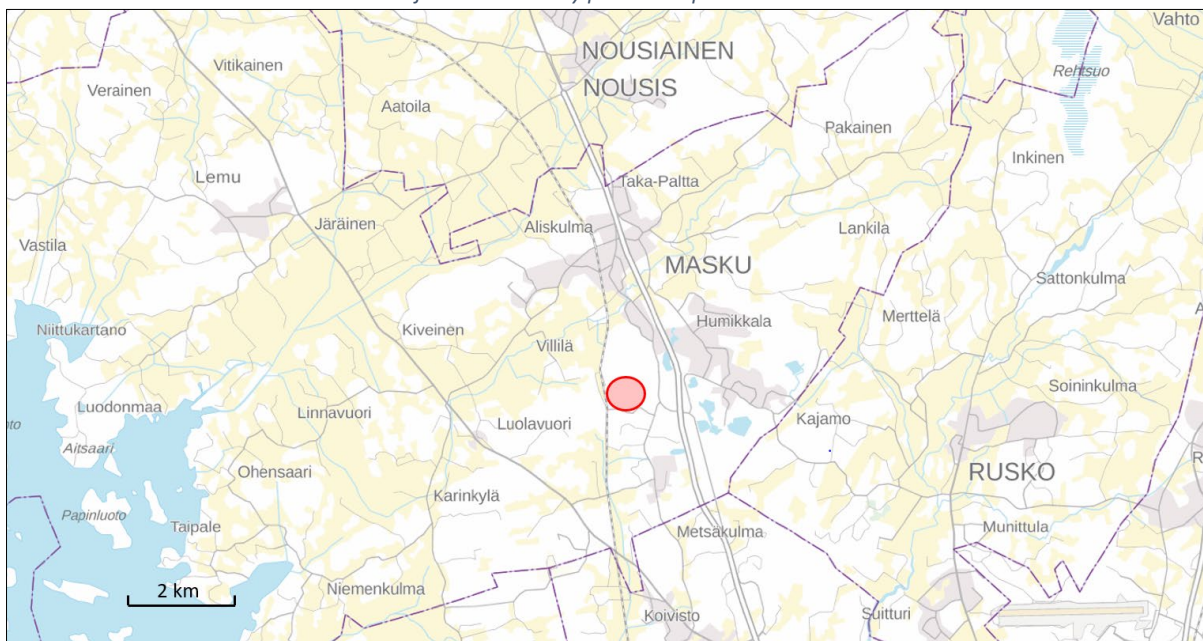 Vahto
NOUSIAINEN
NOUSIS
Vitikainen
Rehtsuo
Verainen
Aatoila
Pakainen
Inkinen
Lemu
Taka-Paltta
Järäinen
Aliskulma
Lankila
Vastila
MASKU
Sattonkulma
Niittukartano
Kiveinen
Humikkala
Merttelä
Villilä
Soininkulma
Luodonmaa
Linnavuori
Luolavuori
Kajamo
Aitsaari
Ohensaari
RUSKO
Karinkylä
Papinluoto
Taipale
Metsäkulma
Munittula
2 km
Niemenkulma
Koivisto
Suitturi